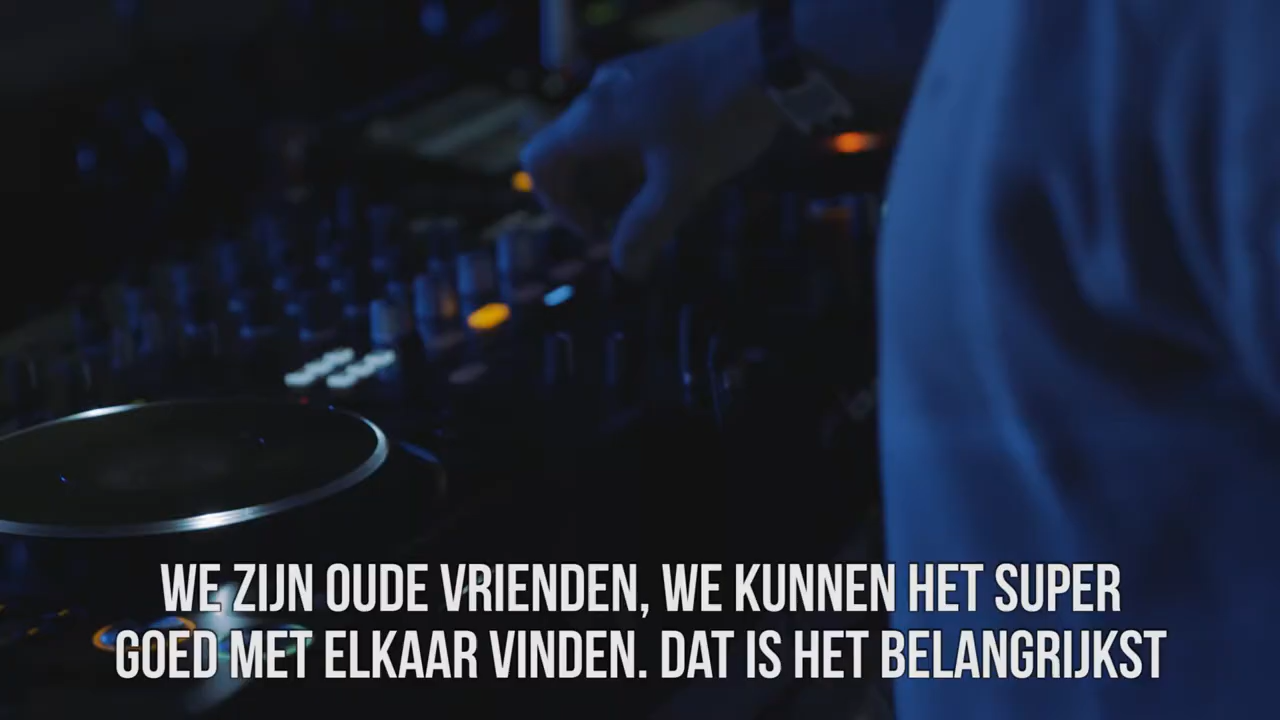 WE ZIJN OUDE VRIENDEN, WE KUNNEN HET SUPER
GOED MET ELKAAR VINDEN. DAT IS HET BELANGRIJKST